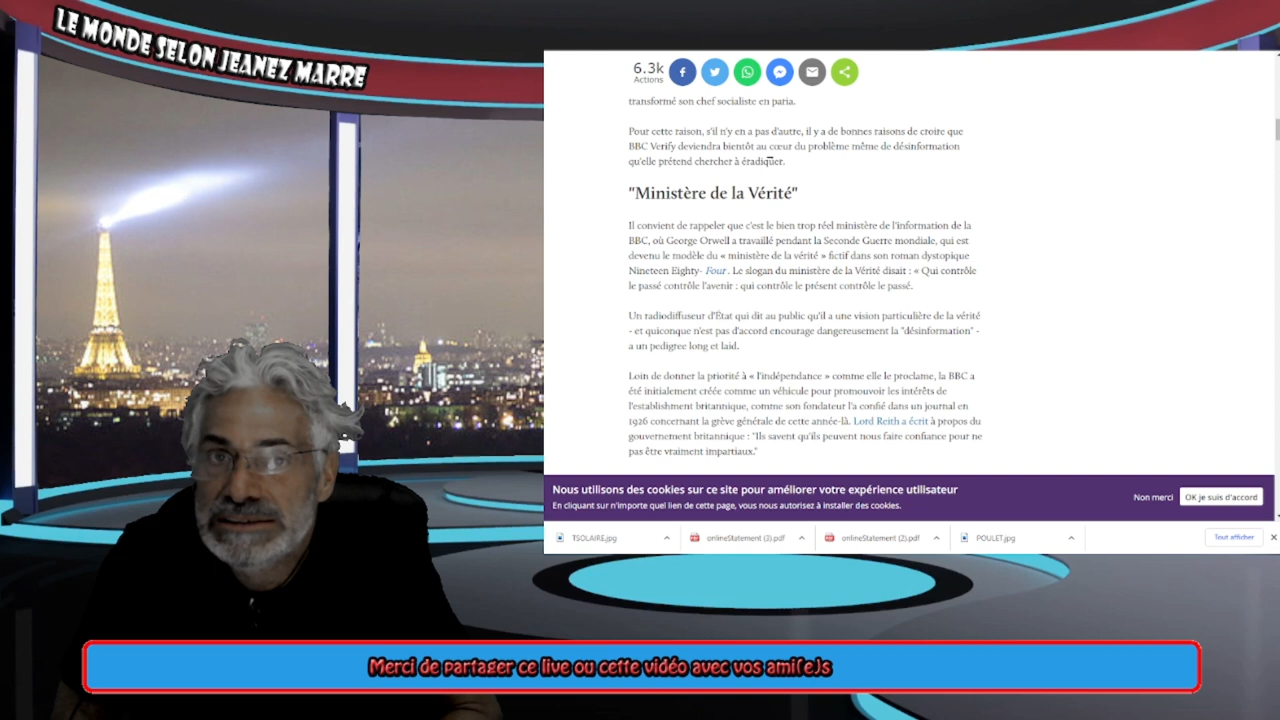 LE MONDE SELON JEANEZ MARRE
6.3k
Actions
transformé son chef socialiste en paria.
Pour cette raison, s'il n'y en a pas d'autre, il y a de bonnes raisons de croire que
BBC Verify deviendra bientôt au cœur du problème même de désinformation
qu'elle prétend chercher à éradiquer.
"Ministère de la Vérité"
Il convient de rappeler que c'est le bien trop réel ministère de l'information de la
BBC, où George Orwell a travaillé pendant la Seconde Guerre mondiale, qui est
devenu le modèle du « ministère de la vérité » fictif dans son roman dystopique
Nineteen Eighty- Four . Le slogan du ministère de la Vérité disait : « Qui contrôle
le passé contrôle l'avenir : qui contrôle le présent contrôle le passé.
Un radiodiffuseur d'État qui dit au public qu'il a une vision particulière de la vérité
- et quiconque n'est pas d'accord encourage dangereusement la "désinformation" -
a un pedigree long et laid.
Loin de donner la priorité à « l'indépendance » comme elle le proclame, la BBC a
été initialement créée comme un véhicule pour promouvoir les intérêts de
l'establishment britannique, comme son fondateur l'a confié dans un journal en
1926 concernant la grève générale de cette année-là. Lord Reith a écrit à propos du
gouvernement britannique : "Ils savent qu'ils peuvent nous faire confiance pour ne
pas être vraiment impartiaux."
Nous utilisons des cookies sur ce site pour améliorer votre expérience utilisateur
En cliquant sur n'importe quel lien de cette page, vous nous autorisez à installer des cookies.
Non merci
OK je suis d'accord
TSOLAIRE.jpg
onlineStatement (3).pdf
onlineStatement (2).pdf
POULET.jpg
Tout afficher
Merci de partager ce live ou cette vidéo avec vos ami(e)s